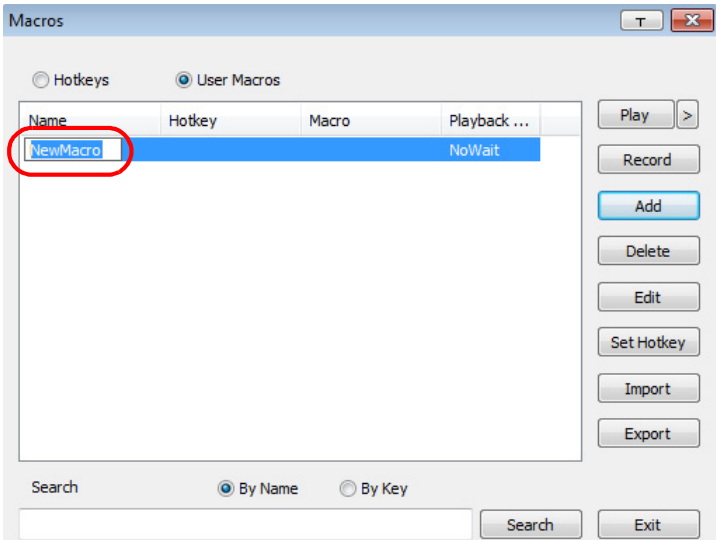 Macros
T
Hotkeys User Macros
Name Hotkey Macro Playback ...
NewMacro NoWait
Play >
Record
Add
Delete
Edit
Set Hotkey
Import
Export
Search By Name By Key
Search Exit